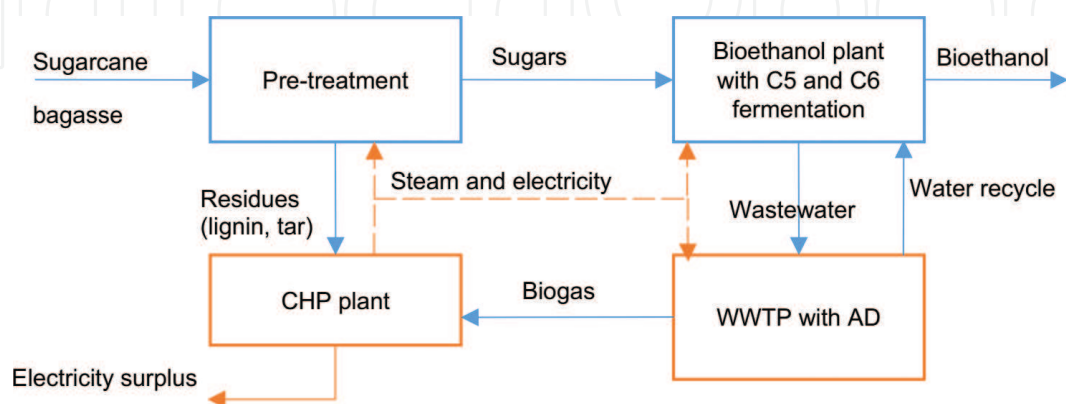 Sugarcane
bagasse
Pre-treatment
Sugars
Bioethanol plant
with C5 and C6
fermentation
Bioethanol
Residues
(lignin, tar)
Steam and electricity
Wastewater
Water recycle
CHP plant
Biogas
WWTP with AD
Electricity surplus